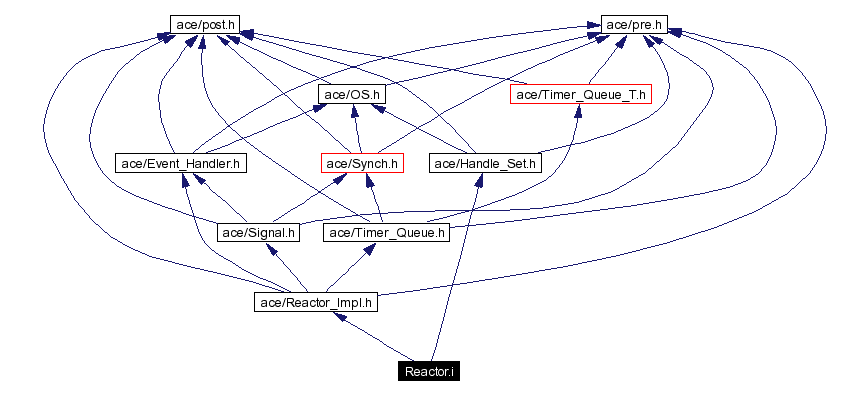 ace/post.h
ace/pre.h
ace/OS.h
ace/Timer_Queue_T.h
ace/Event_Handler.h
ace/Synch.h
ace/Handle_Set.h
ace/Signal.h
ace/Timer_Queue.h
ace/Reactor_Impl.h
Reactor.i